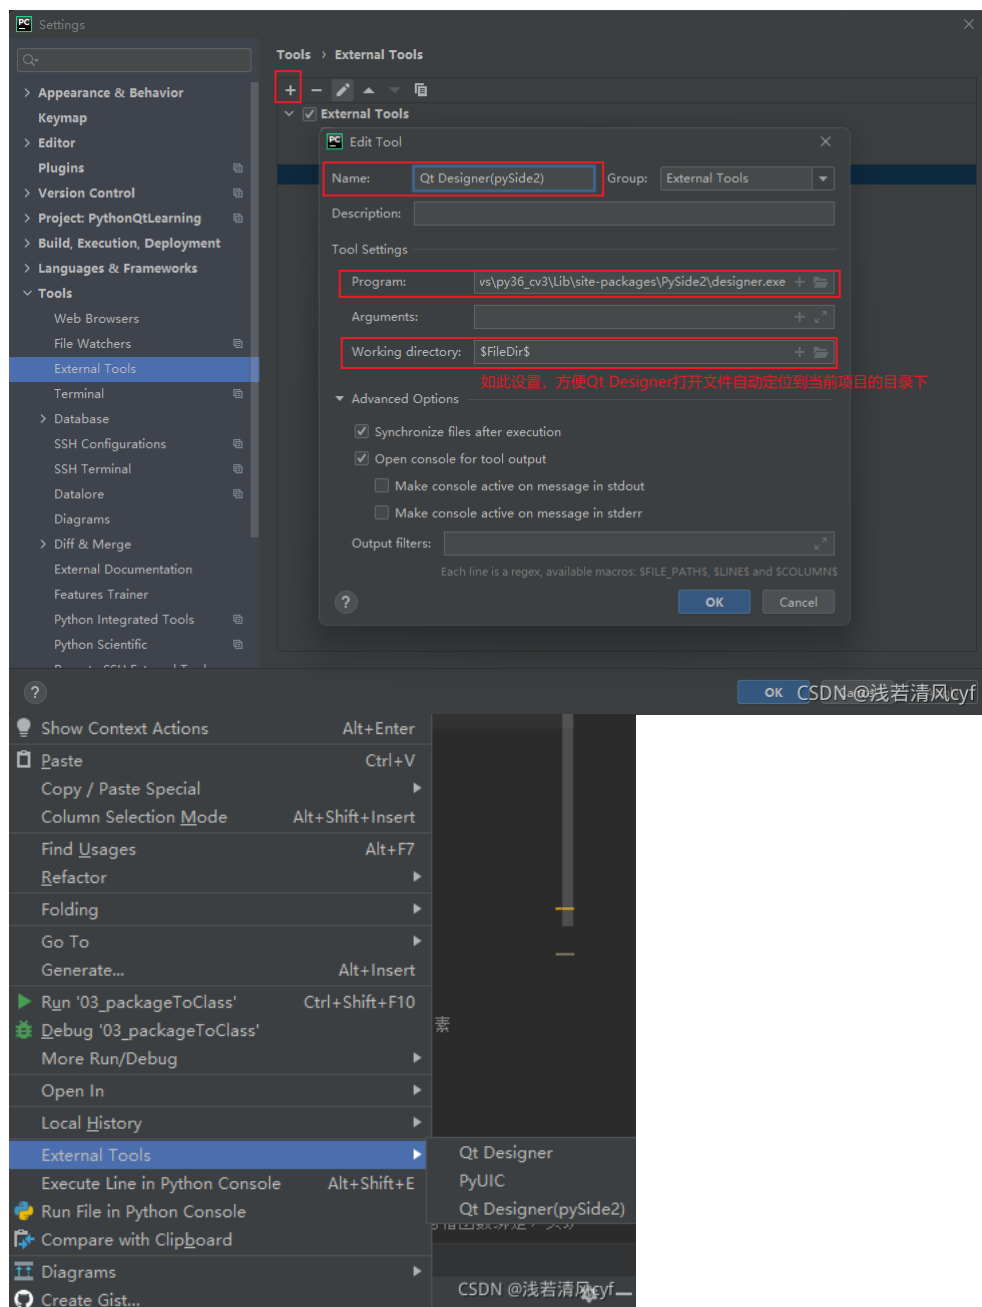 Settings
Tools › External Tools
Appearance & Behavior
Keymap
Editor
Plugins
Version Control
Project: PythonQtLearning
Build, Execution, Deployment
Languages & Frameworks
Tools
Web Browsers
File Watchers
External Tools
Terminal
Database
SSH Configurations
SSH Terminal
Datalore
Diagrams
Diff & Merge
External Documentation
Features Trainer
Python Integrated Tools
Python Scientific
External Tools
Edit Tool
Name: Qt Designer(pySide2) Group: External Tools
Description:
Tool Settings
Program: vs\py36_cv3\Lib\site-packages\PySide2\designer.exe
Arguments:
Working directory: $FileDir$
如此设置，方便Qt Designer打开文件自动定位到当前项目的目录下
Advanced Options
Synchronize files after execution
Open console for tool output
Make console active on message in stdout
Make console active on message in stderr
Output filters:
Each line is a regex, available macros: $FILE_PATH$, $LINE$ and $COLUMN$
? OK Cancel
? OK
CSDN @浅若清风cyf
Show Context Actions Alt+Enter
Paste Ctrl+V
Copy / Paste Special
Column Selection Mode Alt+Shift+Insert
Find Usages Alt+F7
Refactor
Folding
Go To
Generate... Alt+Insert
Run '03_packageToClass' Ctrl+Shift+F10
Debug '03_packageToClass'
素
More Run/Debug
Open In
Local History
External Tools
Qt Designer
PyUIC
Qt Designer(pySide2)
Execute Line in Python Console Alt+Shift+E
Run File in Python Console
Compare with Clipboard
Diagrams
Create Gist...
CSDN @浅若清风cyf